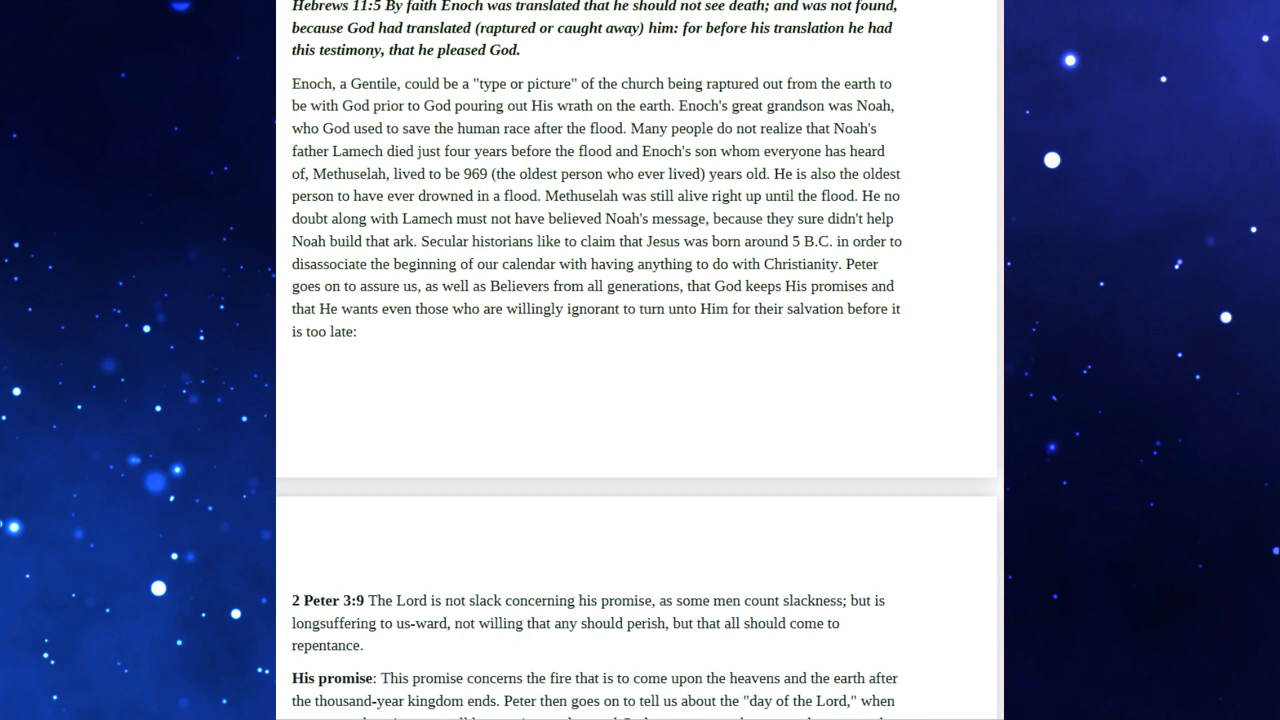 Hebrews 11:5 By faith Enoch was translated that he should not see death; and was not found,
because God had translated (raptured or caught away) him: for before his translation he had
this testimony, that he pleased God.
Enoch, a Gentile, could be a "type or picture" of the church being raptured out from the earth to
be with God prior to God pouring out His wrath on the earth. Enoch's great grandson was Noah,
who God used to save the human race after the flood. Many people do not realize that Noah's
father Lamech died just four years before the flood and Enoch's son whom everyone has heard
of, Methuselah, lived to be 969 (the oldest person who ever lived) years old. He is also the oldest
person to have ever drowned in a flood. Methuselah was still alive right up until the flood. He no
doubt along with Lamech must not have believed Noah's message, because they sure didn't help
Noah build that ark. Secular historians like to claim that Jesus was born around 5 B.C. in order to
disassociate the beginning of our calendar with having anything to do with Christianity. Peter
goes on to assure us, as well as Believers from all generations, that God keeps His promises and
that He wants even those who are willingly ignorant to turn unto Him for their salvation before it
is too late:
2 Peter 3:9 The Lord is not slack concerning his promise, as some men count slackness; but is
longsuffering to us-ward, not willing that any should perish, but that all should come to
repentance.
His promise: This promise concerns the fire that is to come upon the heavens and the earth after
the thousand-year kingdom ends. Peter then goes on to tell us about the "day of the Lord," when